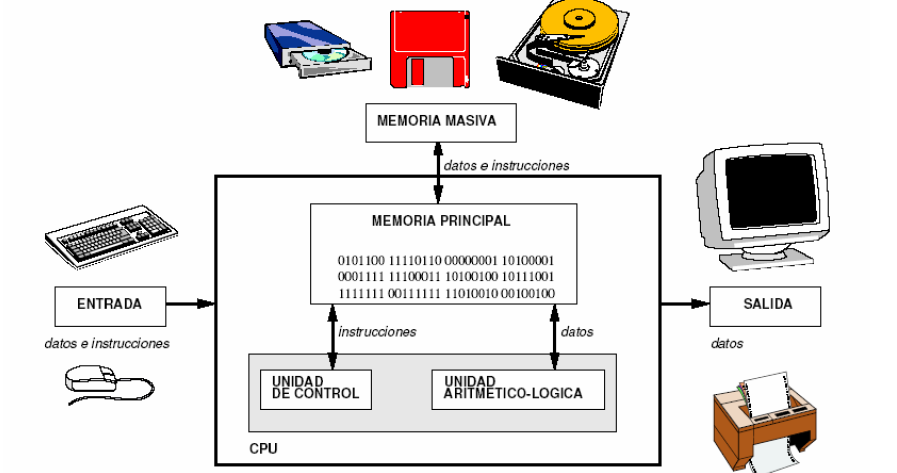 MEMORIA MASIVA
datos e instrucciones
MEMORIA PRINCIPAL
0101100 11110110 00000001 10100001
0001111 11100011 10100100 10111001
1111111 00111111 11010010 00100100
ENTRADA
datos e instrucciones
SALIDA
datos
instrucciones
datos
UNIDAD
DE CONTROL
UNIDAD
ARITMETICO-LOGICA
CPU